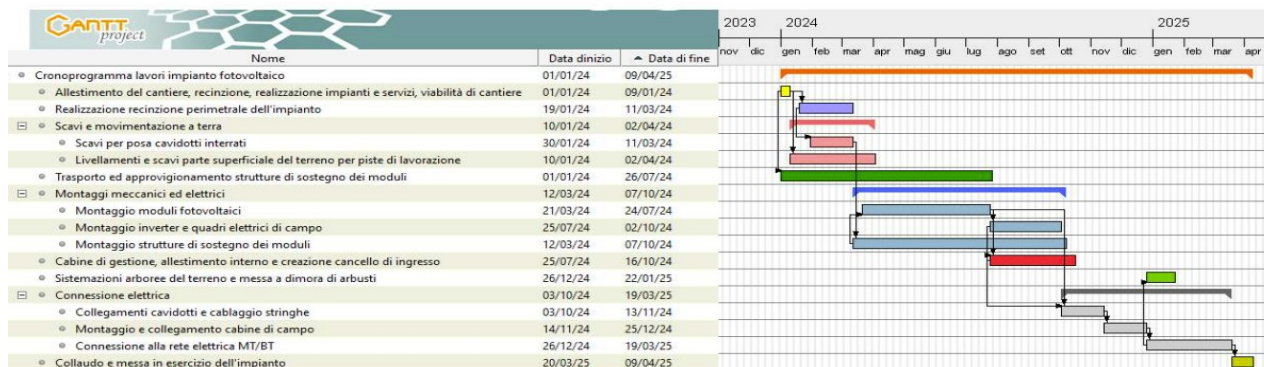 GANTT project
2023 2024 2025
nov dic gen feb mar apr mag giu lug ago set ott nov dic gen feb mar apr
Nome Data dinizio Data di fine
Cronoprogramma lavori impianto fotovoltaico 01/01/24 09/04/25
Allestimento del cantiere, recinzione, realizzazione impianti e servizi, viabilità di cantiere 01/01/24 09/01/24
Realizzazione recinzione perimetrale dell'impianto 19/01/24 11/03/24
Scavi e movimentazione a terra 10/01/24 02/04/24
Scavi per posa cavidotti interrati 30/01/24 11/03/24
Livellamenti e scavi parte superficiale del terreno per piste di lavorazione 10/01/24 02/04/24
Trasporto ed approvigionamento strutture di sostegno dei moduli 01/01/24 26/07/24
Montaggi meccanici ed elettrici 12/03/24 07/10/24
Montaggio moduli fotovoltaici 21/03/24 24/07/24
Montaggio inverter e quadri elettrici di campo 25/07/24 02/10/24
Montaggio strutture di sostegno dei moduli 12/03/24 07/10/24
Cabine di gestione, allestimento interno e creazione cancello di ingresso 25/07/24 16/10/24
Sistemazioni arboree del terreno e messa a dimora di arbusti 26/12/24 22/01/25
Connessione elettrica 03/10/24 19/03/25
Collegamenti cavidotti e cablaggio stringhe 03/10/24 13/11/24
Montaggio e collegamento cabine di campo 14/11/24 25/12/24
Connessione alla rete elettrica MT/BT 26/12/24 19/03/25
Collaudo e messa in esercizio dell'impianto 20/03/25 09/04/25